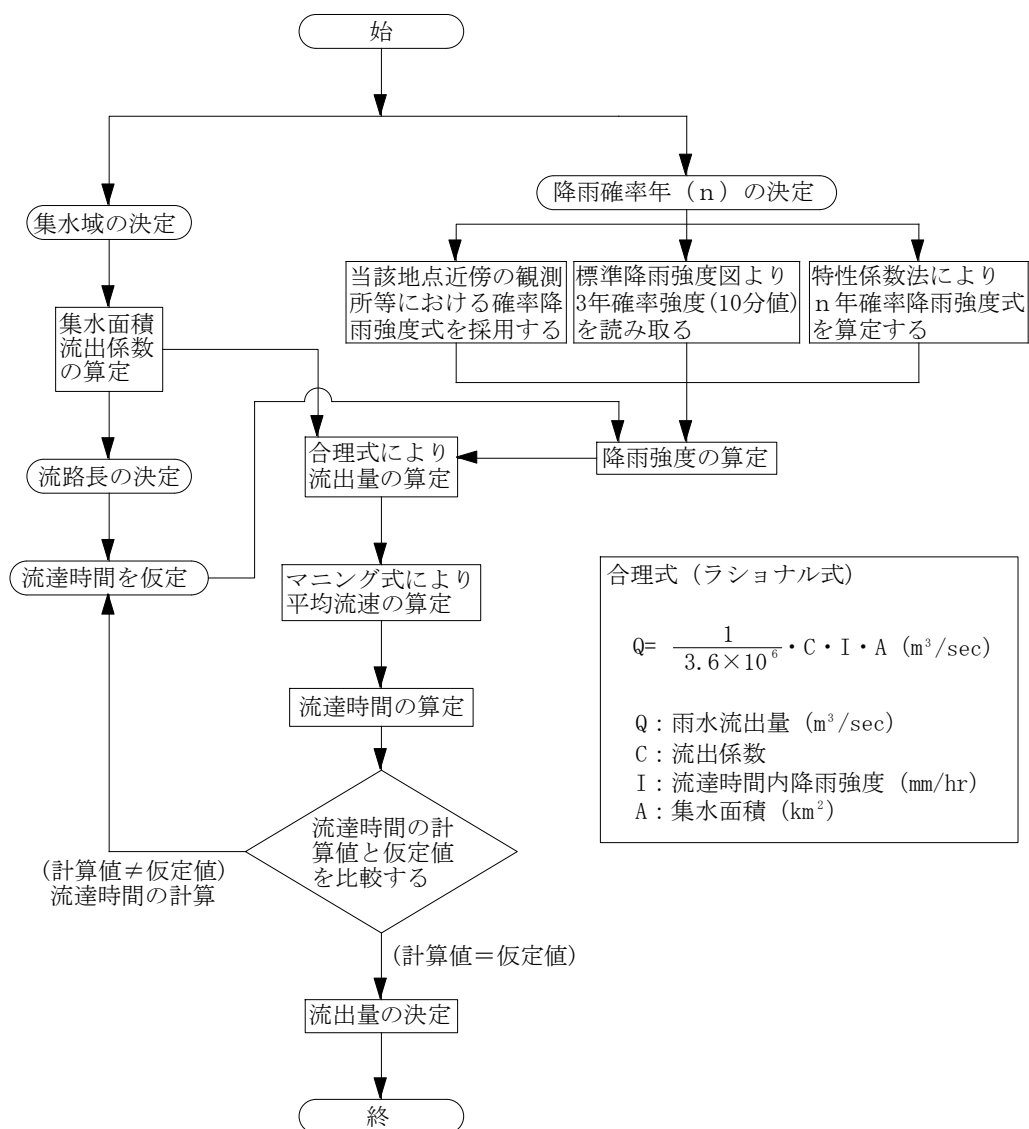 始
降雨確率年（ｎ）の決定
集水域の決定
当該地点近傍の観測
所等における確率降
雨強度式を採用する
標準降雨強度図より
3年確率強度(10分値)
を読み取る
特性係数法により
ｎ年確率降雨強度式
を算定する
集水面積
流出係数
の算定
合理式により
流出量の算定
降雨強度の算定
流路長の決定
流達時間を仮定
マニング式により
平均流速の算定
流達時間の算定
流達時間の計
算値と仮定値
を比較する
(計算値≠仮定値)
流達時間の計算
(計算値＝仮定値)
流出量の決定
終
合理式（ラショナル式）
Q= 1/3.6×10⁶・C・I・A (m³/sec)
Q：雨水流出量 (m³/sec)
C：流出係数
I：流達時間内降雨強度 (mm/hr)
A：集水面積 (km²)